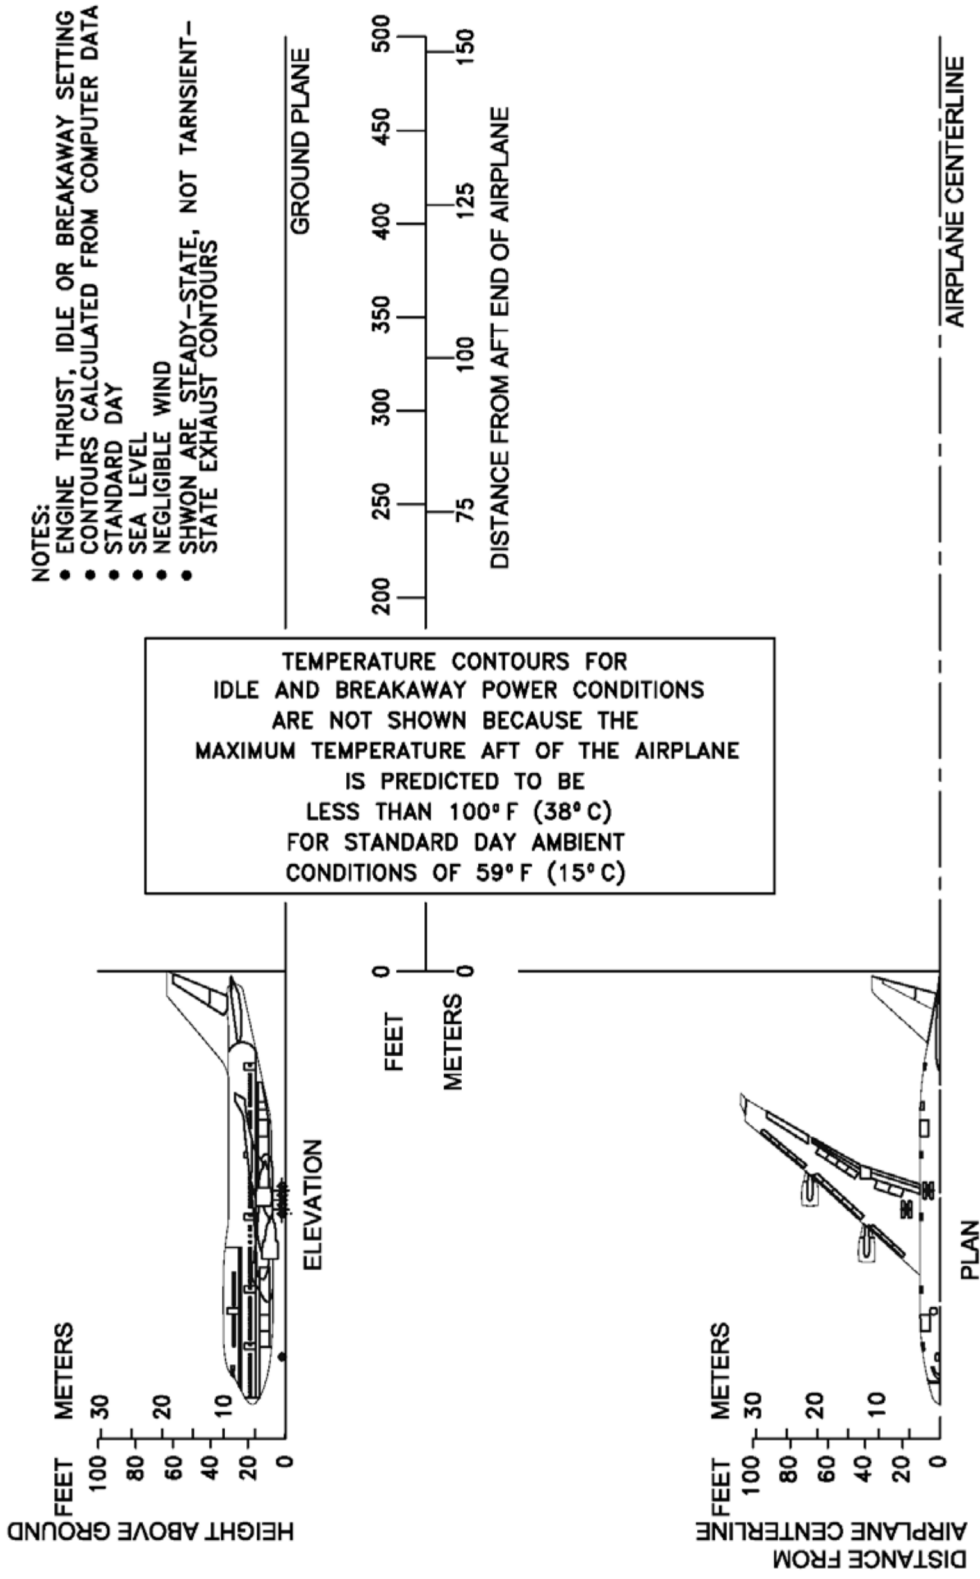 NOTES:
• ENGINE THRUST, IDLE OR BREAKAWAY SETTING
• CONTOURS CALCULATED FROM COMPUTER DATA
• STANDARD DAY
• SEA LEVEL
• NEGLIGIBLE WIND
• SHWON ARE STEADY-STATE, NOT TARNSIENT-
STATE EXHAUST CONTOURS
HEIGHT ABOVE GROUND
FEET METERS
100 30
80
60 20
40
20 10
0
ELEVATION
GROUND PLANE
TEMPERATURE CONTOURS FOR
IDLE AND BREAKAWAY POWER CONDITIONS
ARE NOT SHOWN BECAUSE THE
MAXIMUM TEMPERATURE AFT OF THE AIRPLANE
IS PREDICTED TO BE
LESS THAN 100°F (38°C)
FOR STANDARD DAY AMBIENT
CONDITIONS OF 59°F (15°C)
FEET 0 200 250 300 350 400 450 500
METERS 0 75 100 125 150
DISTANCE FROM AFT END OF AIRPLANE
DISTANCE FROM
AIRPLANE CENTERLINE
FEET METERS
100 30
80
60 20
40
20 10
0
PLAN
AIRPLANE CENTERLINE